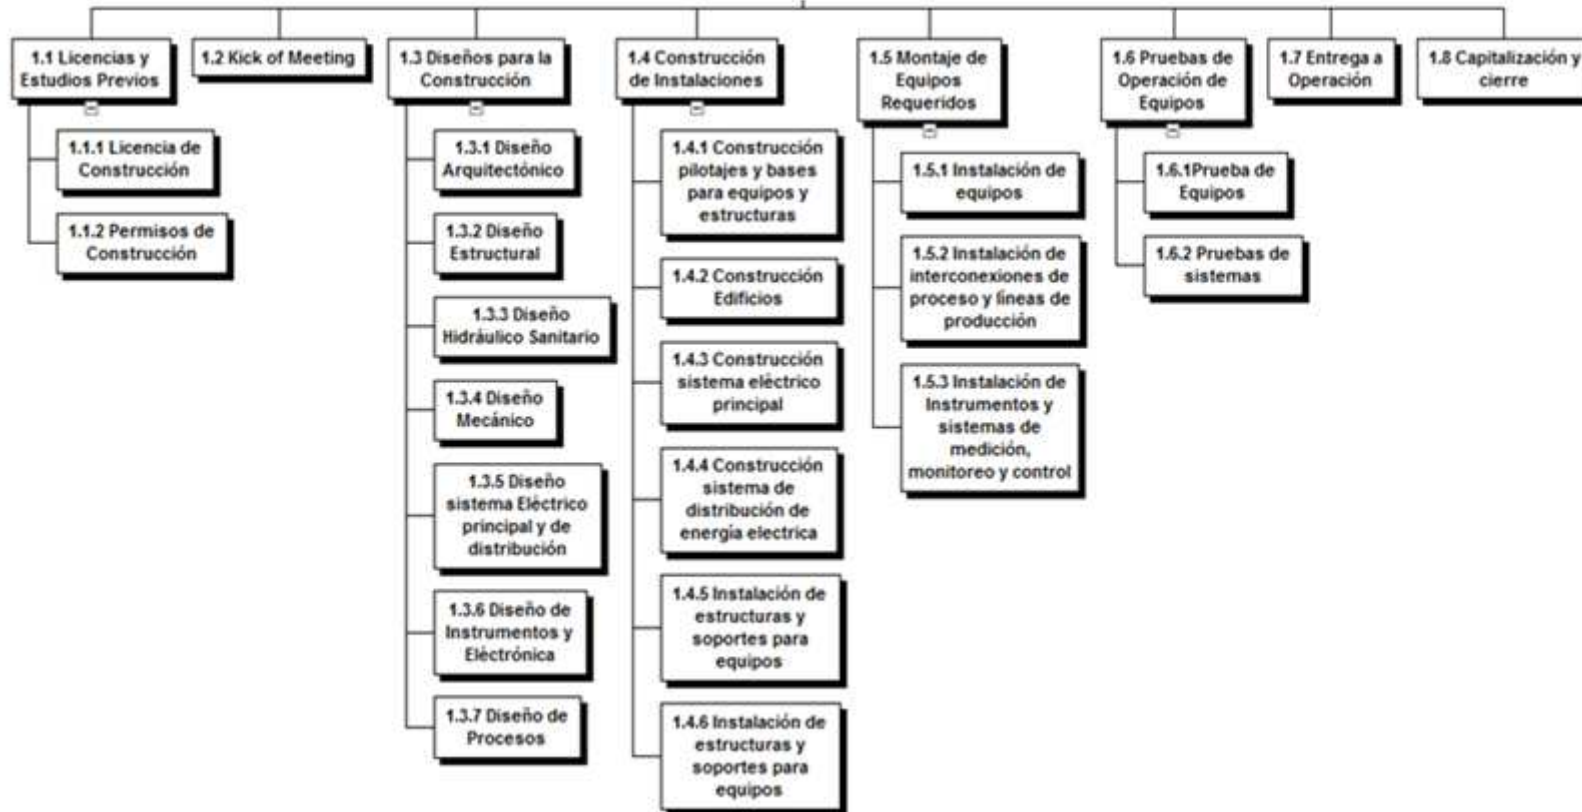 1.1 Licencias y
Estudios Previos
1.2 Kick of Meeting
1.3 Diseños para la
Construcción
1.4 Construcción
de Instalaciones
1.5 Montaje de
Equipos
Requeridos
1.6 Pruebas de
Operación de
Equipos
1.7 Entrega a
Operación
1.8 Capitalización y
cierre
1.1.1 Licencia de
Construcción
1.1.2 Permisos de
Construcción
1.3.1 Diseño
Arquitectónico
1.3.2 Diseño
Estructural
1.3.3 Diseño
Hidráulico Sanitario
1.3.4 Diseño
Mecánico
1.3.5 Diseño
sistema Eléctrico
principal y de
distribución
1.3.6 Diseño de
Instrumentos y
Eléctrónica
1.3.7 Diseño de
Procesos
1.4.1 Construcción
pilotajes y bases
para equipos y
estructuras
1.4.2 Construcción
Edificios
1.4.3 Construcción
sistema eléctrico
principal
1.4.4 Construcción
sistema de
distribución de
energía electrica
1.4.5 Instalación de
estructuras y
soportes para
equipos
1.4.6 Instalación de
estructuras y
soportes para
equipos
1.5.1 Instalación de
equipos
1.5.2 Instalación de
interconexiones de
proceso y líneas de
producción
1.5.3 Instalación de
Instrumentos y
sistemas de
medición,
monitoreo y control
1.6.1Prueba de
Equipos
1.6.2 Pruebas de
sistemas